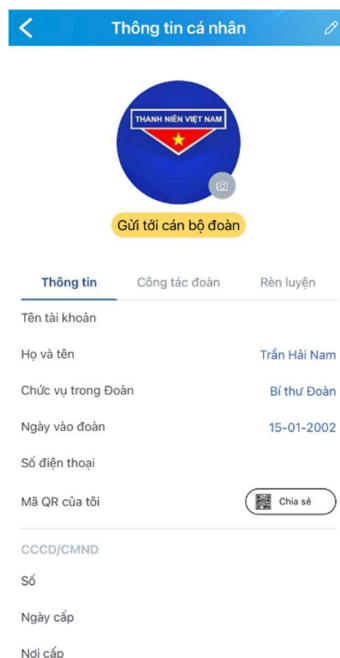 Thông tin cá nhân
THANH NIÊN VIỆT NAM
Gửi tới cán bộ đoàn
Thông tin Công tác đoàn Rèn luyện
Tên tài khoản
Họ và tên Trần Hải Nam
Chức vụ trong Đoàn Bí thư Đoàn
Ngày vào đoàn 15-01-2002
Số điện thoại
Mã QR của tôi Chia sẻ
CCCD/CMND
Số
Ngày cấp
Nơi cấp